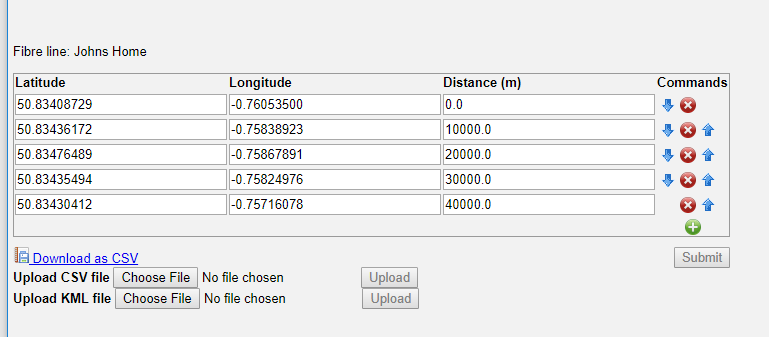 Fibre line: Johns Home
Latitude Longitude Distance (m) Commands
50.83408729 -0.76053500 0.0
50.83436172 -0.75838923 10000.0
50.83476489 -0.75867891 20000.0
50.83435494 -0.75824976 30000.0
50.83430412 -0.75716078 40000.0
Download as CSV Submit
Upload CSV file Choose File No file chosen Upload
Upload KML file Choose File No file chosen Upload